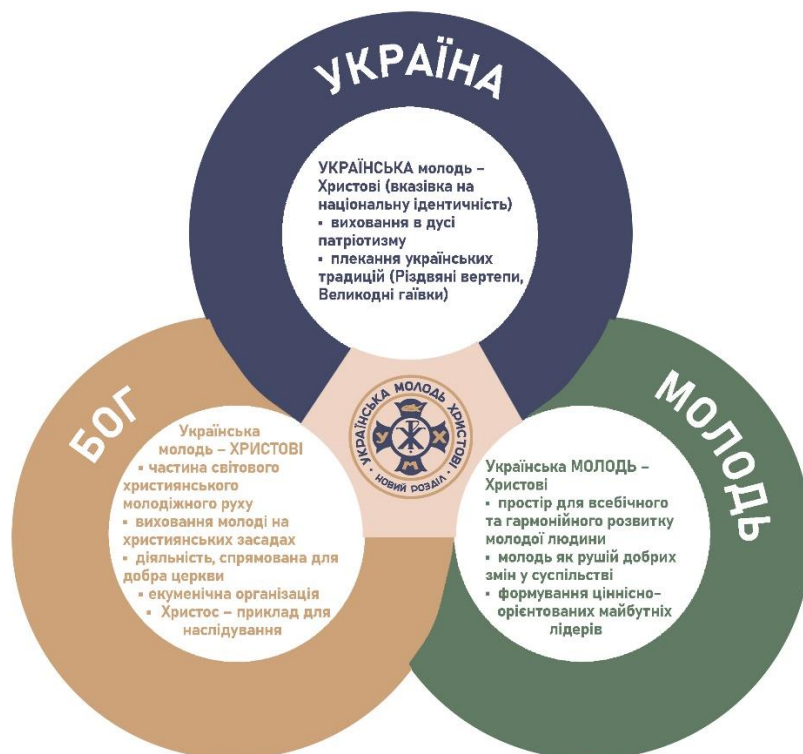 УКРАЇНА
УКРАЇНСЬКА молодь –
Христові (вказівка на
національну ідентичність)
▪ виховання в дусі
патріотизму
▪ плекання українських
традицій (Різдвяні вертепи,
Великодні гаївки)
БОГ
Українська
молодь – ХРИСТОВІ
▪ частина світового
християнського
молодіжного руху
▪ виховання молоді на
християнських засадах
▪ діяльність, спрямована для
добра церкви
▪ екуменічна організація
▪ Христос – приклад для
наслідування
УКРАЇНСЬКА МОЛОДЬ ХРИСТОВІ
У Х
М
• НОВИЙ РОЗДІЛ •
МОЛОДЬ
Українська МОЛОДЬ –
Христові
▪ простір для всебічного
та гармонійного розвитку
молодої людини
▪ молодь як рушій добрих
змін у суспільстві
▪ формування ціннісно-
орієнтованих майбутніх
лідерів